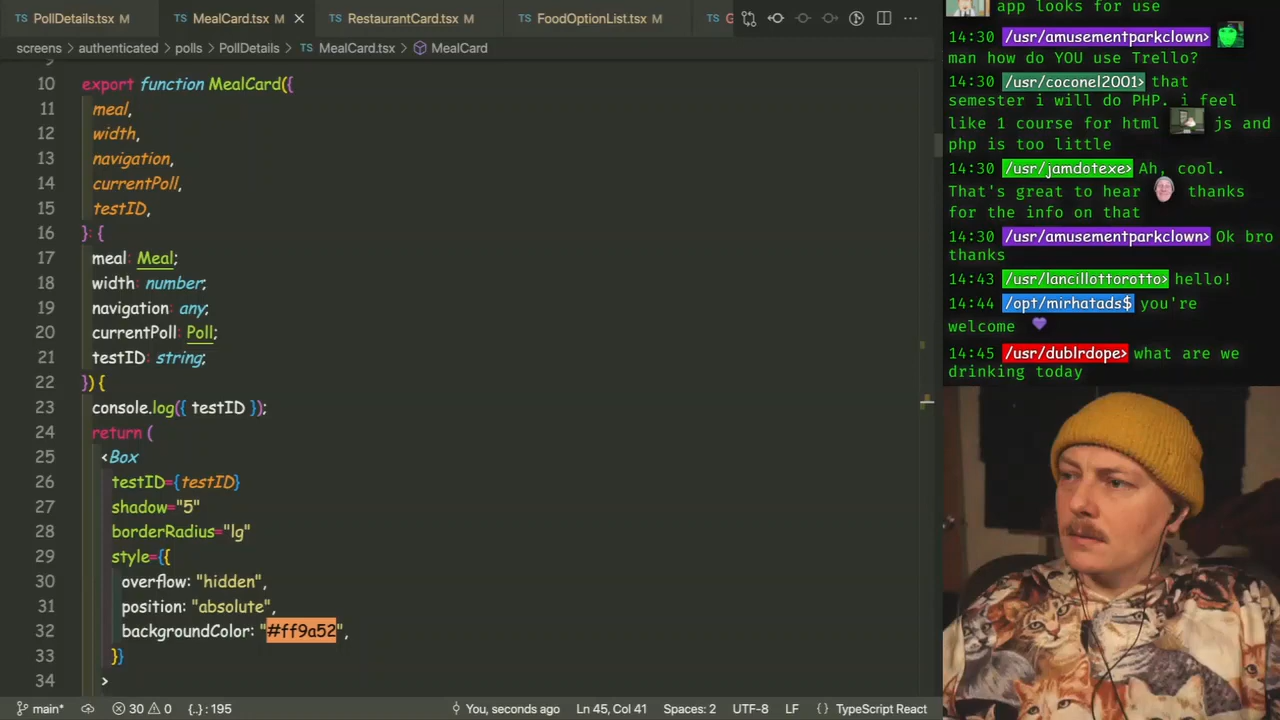 PollDetails.tsx M
MealCard.tsx M
RestaurantCard.tsx M
FoodOptionList.tsx M
screens > authenticated > polls > PollDetails > MealCard.tsx > MealCard
10 export function MealCard({
11 meal,
12 width,
13 navigation,
14 currentPoll,
15 testID,
16 }: {
17 meal: Meal;
18 width: number;
19 navigation: any;
20 currentPoll: Poll;
21 testID: string;
22 }) {
23 console.log({ testID });
24 return (
25 <Box
26 testID={testID}
27 shadow="5"
28 borderRadius="lg"
29 style={{
30 overflow: "hidden",
31 position: "absolute",
32 backgroundColor: "#ff9a52",
33 }}
34 >
main* 30 0 {..} : 195 You, seconds ago Ln 45, Col 41 Spaces: 2 UTF-8 LF {} TypeScript React
app looks for use
14:30 /usr/amusementparkclown>
man how do YOU use Trello?
14:30 /usr/coconel2001> that
semester i will do PHP. i feel
like 1 course for html js and
php is too little
14:30 /usr/jamdotexe> Ah, cool.
That's great to hear thanks
for the info on that
14:30 /usr/amusementparkclown> Ok bro
thanks
14:43 /usr/lancillottorotto> hello!
14:44 /opt/mirhatads$ you're
welcome
14:45 /usr/dublrdope> what are we
drinking today